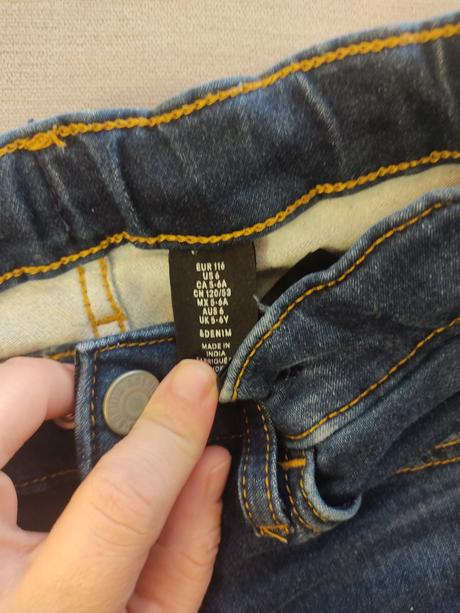 EUR 116
US 6
CA 5-6A
CN 120/53
MX 5-6A
AUS 6
UK 5-6Y
&DENIM
MADE IN
INDIA